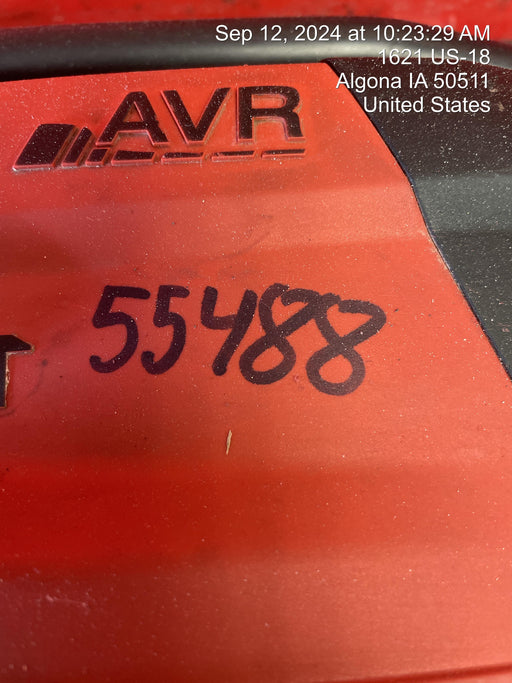 Sep 12, 2024 at 10:23:29 AM
1621 US-18
Algona IA 50511
United States
AVR
55488
T